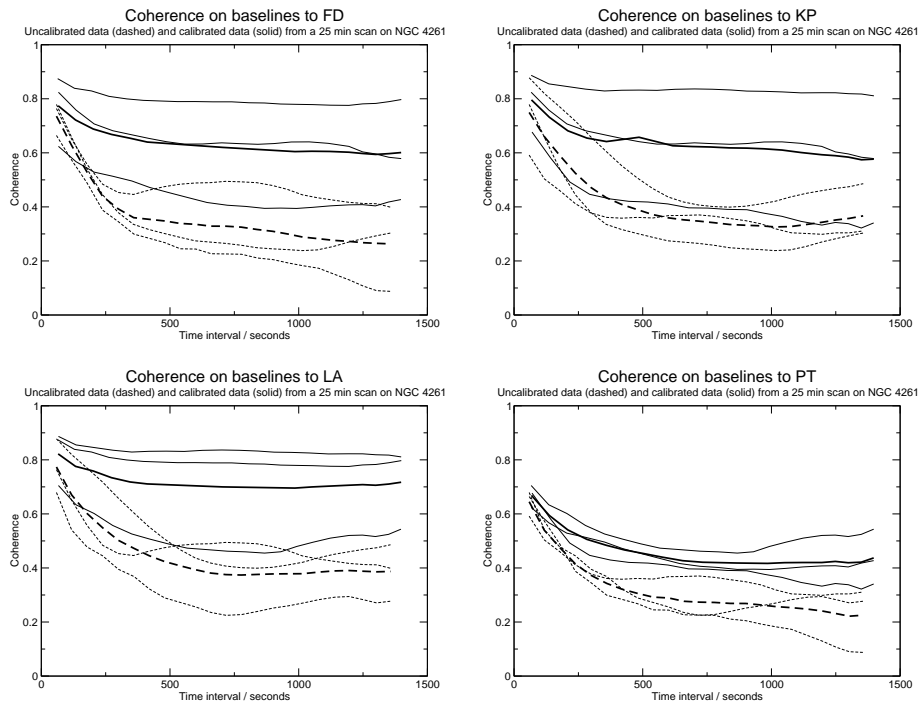 Coherence on baselines to FD
Uncalibrated data (dashed) and calibrated data (solid) from a 25 min scan on NGC 4261
1
0.8
0.6
0.4
0.2
0
Coherence
0
500
1000
1500
Time interval / seconds
Coherence on baselines to KP
Uncalibrated data (dashed) and calibrated data (solid) from a 25 min scan on NGC 4261
1
0.8
0.6
0.4
0.2
0
Coherence
0
500
1000
1500
Time interval / seconds
Coherence on baselines to LA
Uncalibrated data (dashed) and calibrated data (solid) from a 25 min scan on NGC 4261
1
0.8
0.6
0.4
0.2
0
Coherence
0
500
1000
1500
Time interval / seconds
Coherence on baselines to PT
Uncalibrated data (dashed) and calibrated data (solid) from a 25 min scan on NGC 4261
1
0.8
0.6
0.4
0.2
0
Coherence
0
500
1000
1500
Time interval / seconds